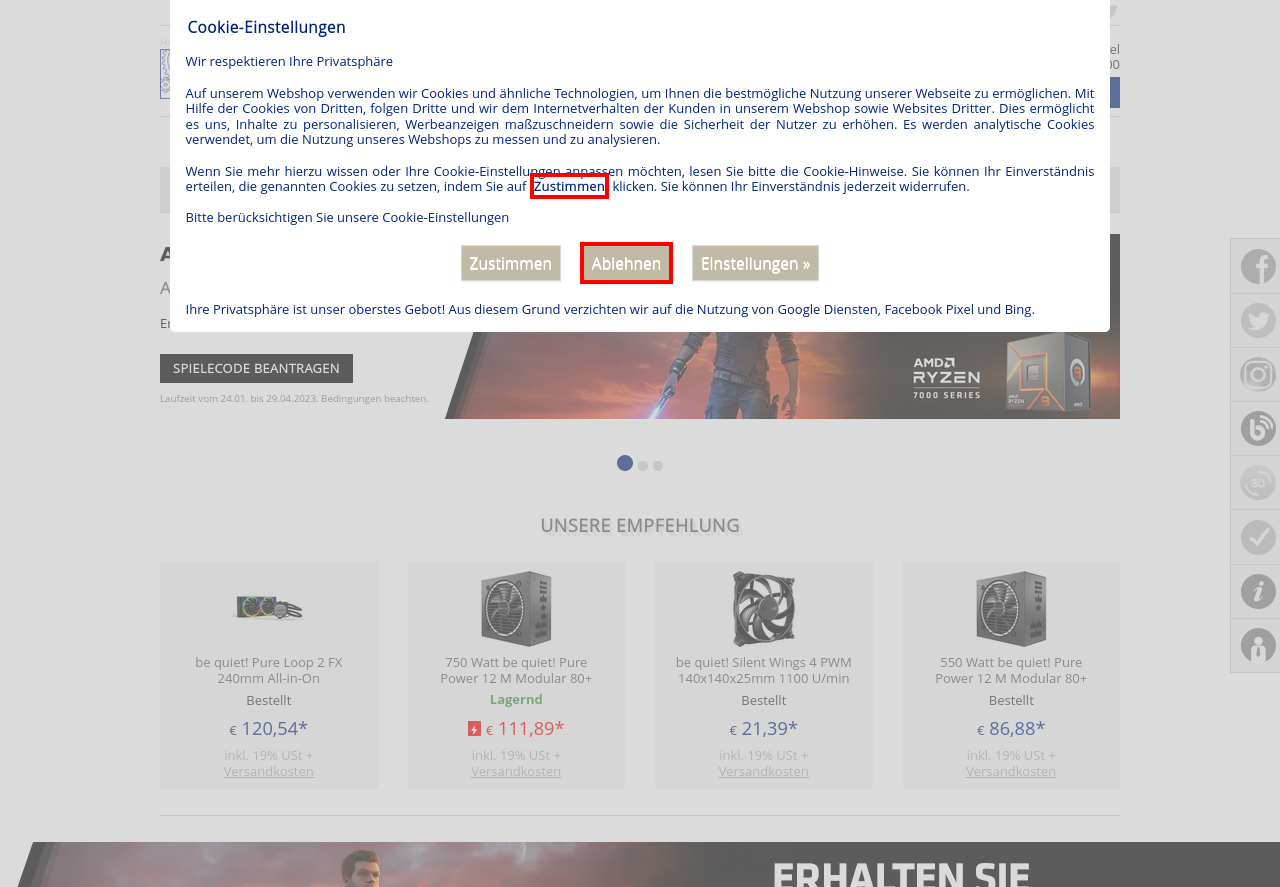 Cookie-Einstellungen
Wir respektieren Ihre Privatsphäre
Auf unserem Webshop verwenden wir Cookies und ähnliche Technologien, um Ihnen die bestmögliche Nutzung unserer Webseite zu ermöglichen. Mit
Hilfe der Cookies von Dritten, folgen Dritte und wir dem Internetverhalten der Kunden in unserem Webshop sowie Websites Dritter. Dies ermöglicht
es uns, Inhalte zu personalisieren, Werbeanzeigen maßzuschneidern sowie die Sicherheit der Nutzer zu erhöhen. Es werden analytische Cookies
verwendet, um die Nutzung unseres Webshops zu messen und zu analysieren.
Wenn Sie mehr hierzu wissen oder Ihre Cookie-Einstellungen anpassen möchten, lesen Sie bitte die Cookie-Hinweise. Sie können Ihr Einverständnis
erteilen, die genannten Cookies zu setzen, indem Sie auf Zustimmen klicken. Sie können Ihr Einverständnis jederzeit widerrufen.
Bitte berücksichtigen Sie unsere Cookie-Einstellungen
Zustimmen Ablehnen Einstellungen »
Ihre Privatsphäre ist unser oberstes Gebot! Aus diesem Grund verzichten wir auf die Nutzung von Google Diensten, Facebook Pixel und Bing.
SPIELECODE BEANTRAGEN
Laufzeit vom 24.01. bis 29.04.2023. Bedingungen beachten.
AMD
RYZEN
7000 SERIES
3D
UNSERE EMPFEHLUNG
be quiet! Pure Loop 2 FX
240mm All-in-On
Bestellt
€ 120,54*
inkl. 19% USt +
Versandkosten
750 Watt be quiet! Pure
Power 12 M Modular 80+
Lagernd
€ 111,89*
inkl. 19% USt +
Versandkosten
be quiet! Silent Wings 4 PWM
140x140x25mm 1100 U/min
Bestellt
€ 21,39*
inkl. 19% USt +
Versandkosten
550 Watt be quiet! Pure
Power 12 M Modular 80+
Bestellt
€ 86,88*
inkl. 19% USt +
Versandkosten
ERHALTEN SIE